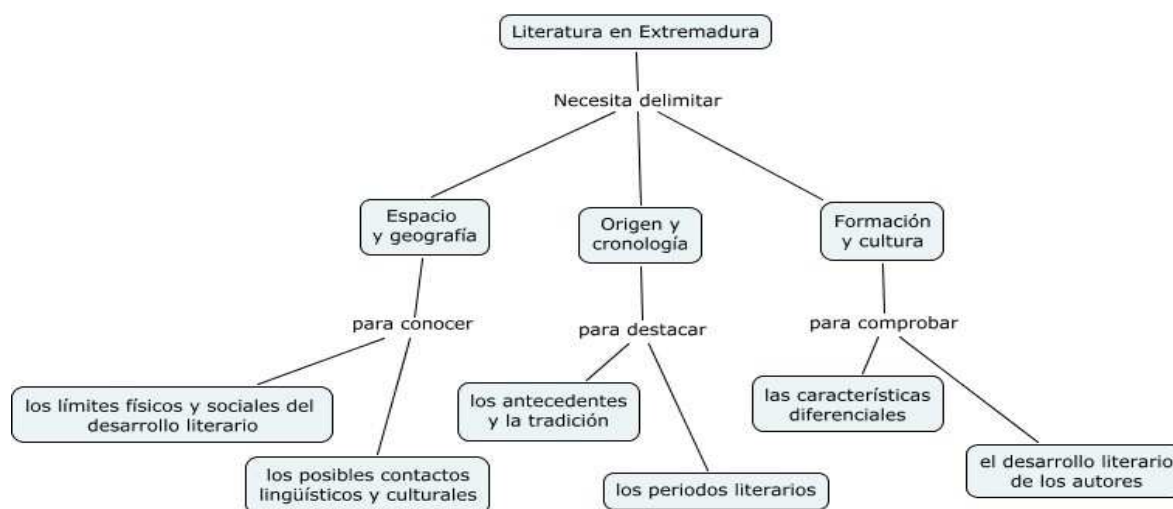 Literatura en Extremadura
Necesita delimitar
Espacio
y geografía
Origen y
cronología
Formación
y cultura
para conocer
para destacar
para comprobar
los límites físicos y sociales del
desarrollo literario
los posibles contactos
lingüísticos y culturales
los antecedentes
y la tradición
los periodos literarios
las características
diferenciales
el desarrollo literario
de los autores